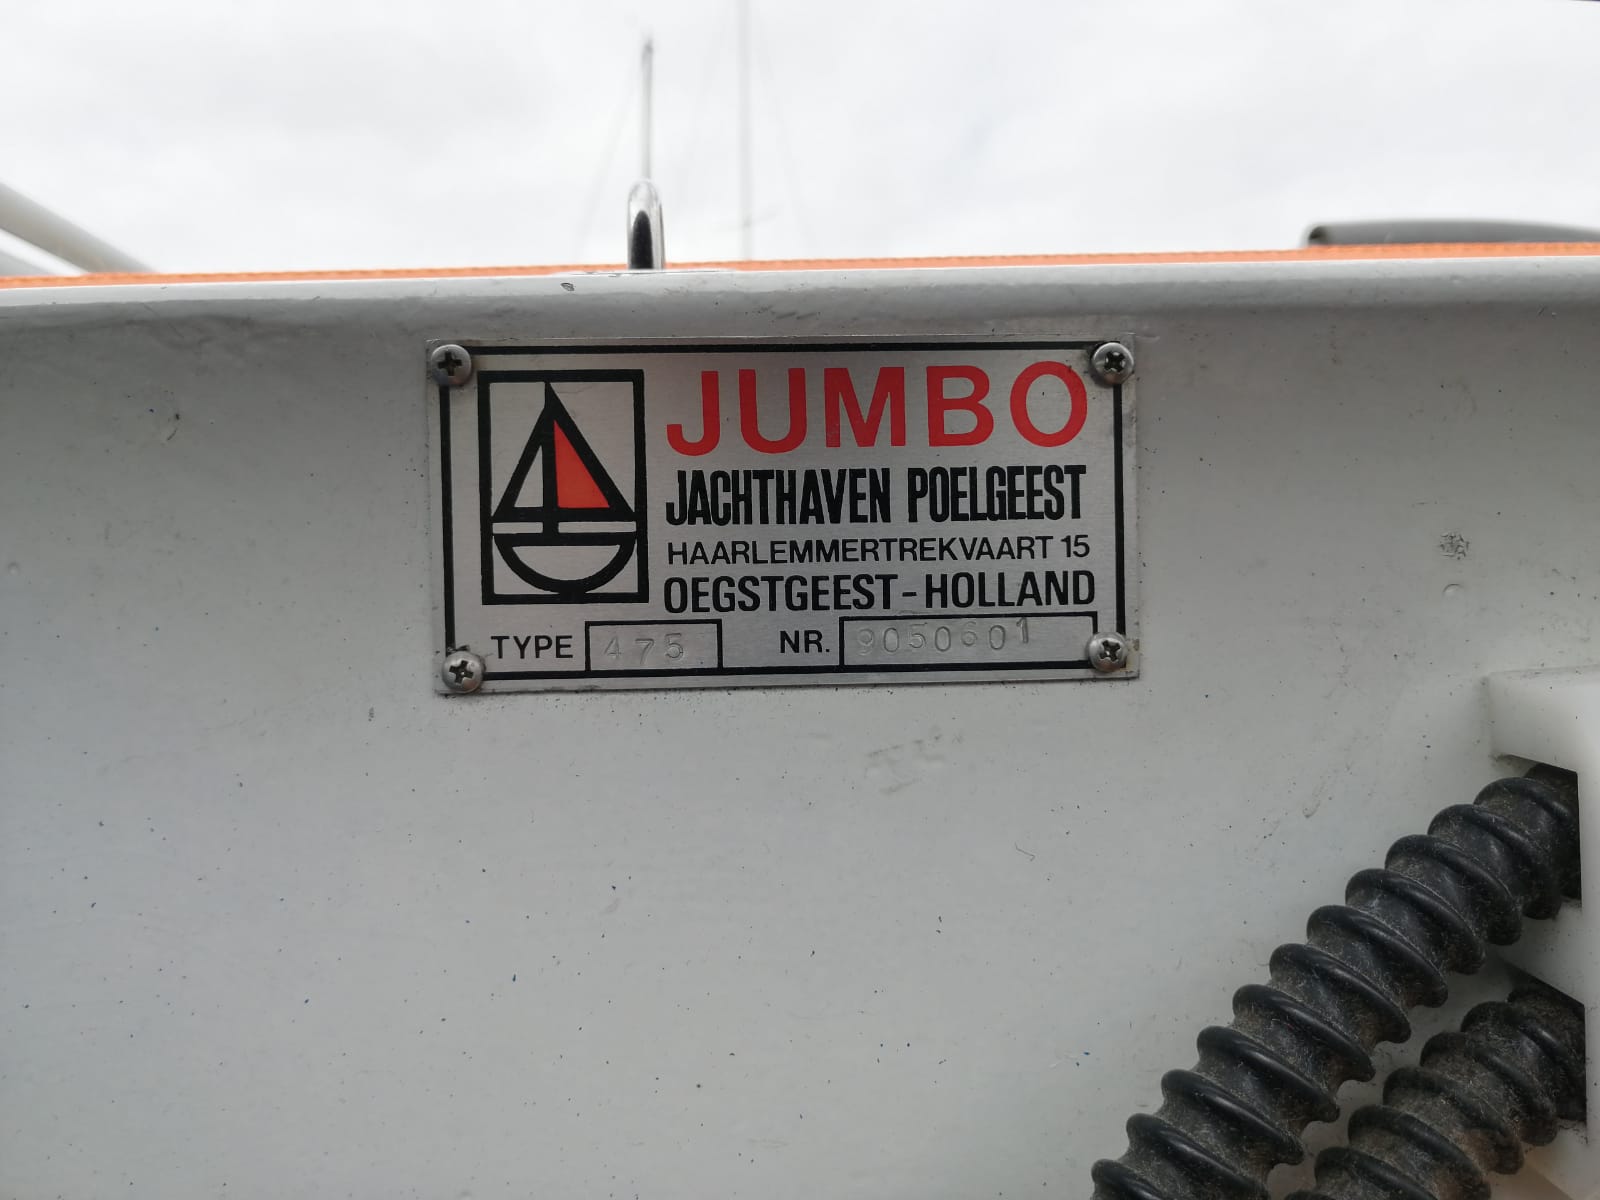 JUMBO
JACHTHAVEN POELGEEST
HAARLEMMERTREKVAART 15
OEGSTGEEST-HOLLAND
TYPE 475 NR. 9050601